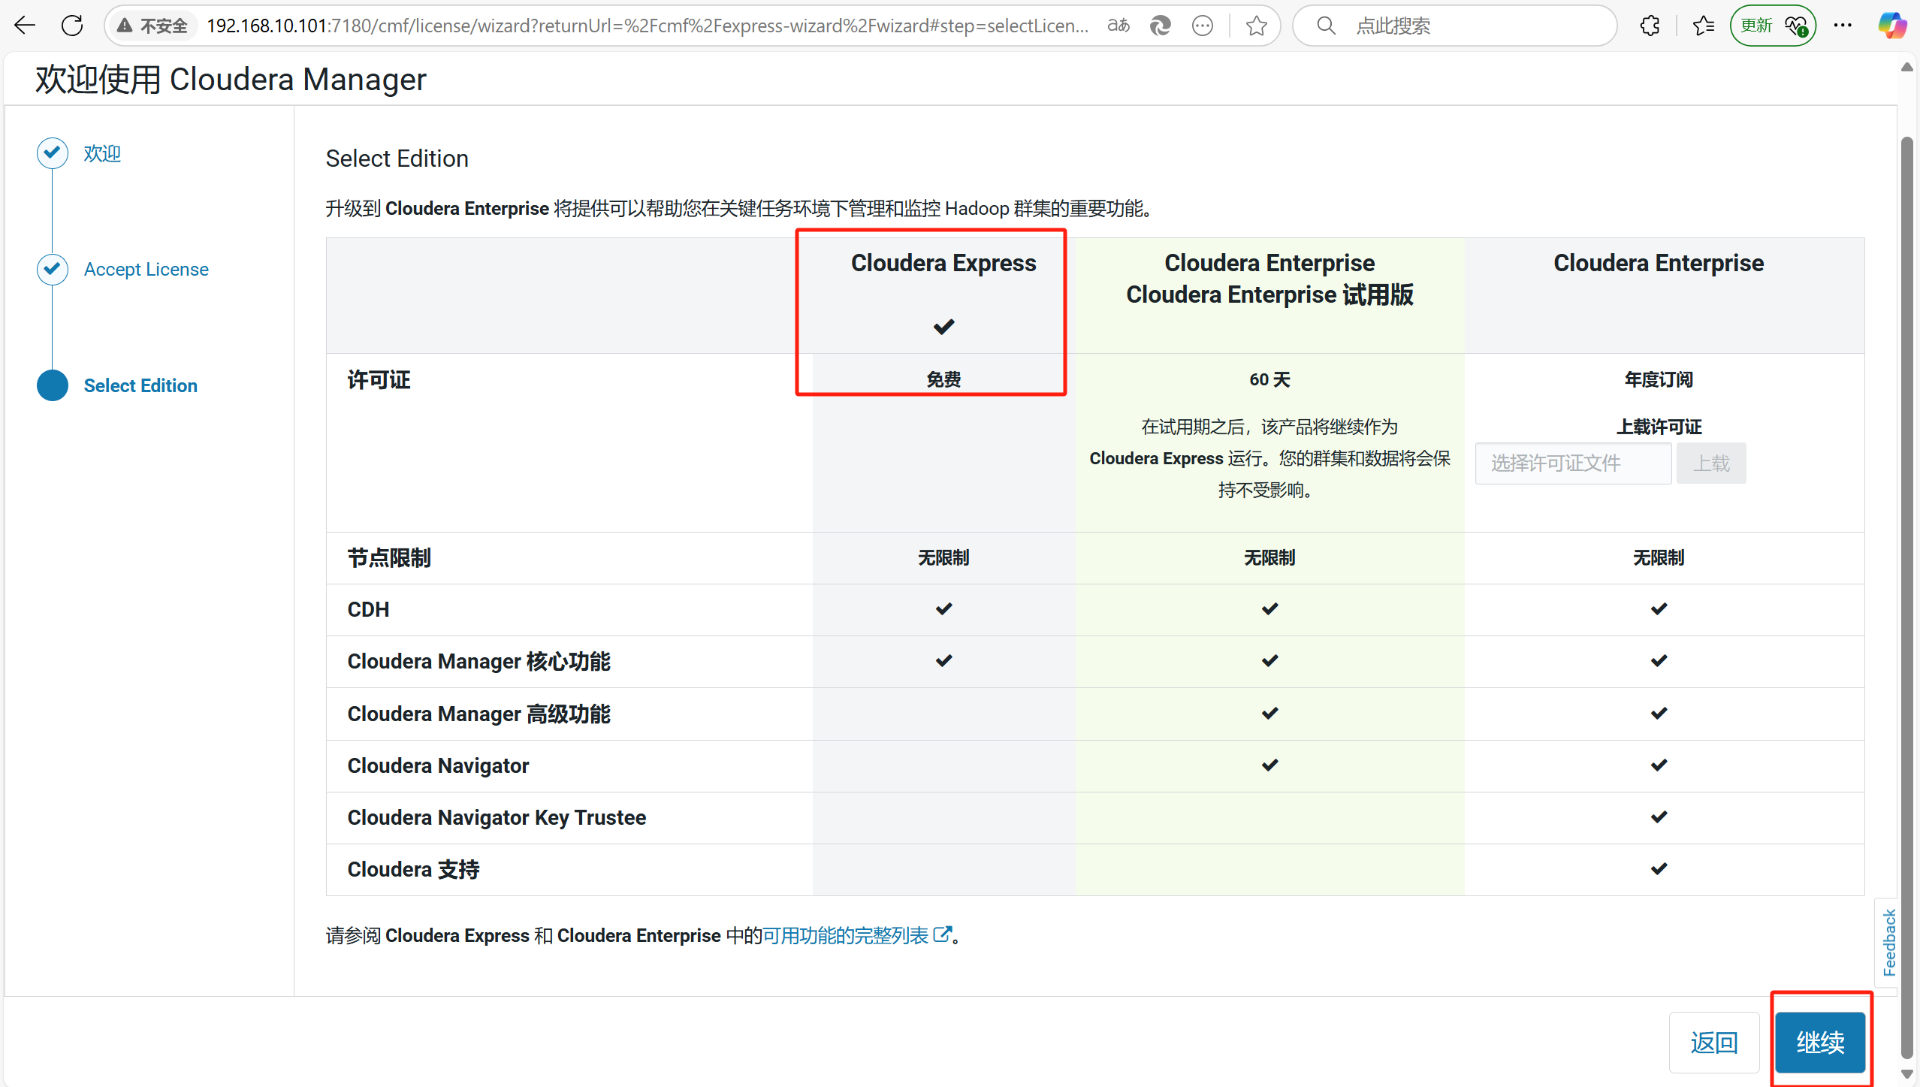 不安全 192.168.10.101:7180/cmf/license/wizard?returnUrl=%2Fcmf%2Fexpress-wizard%2Fwizard#step=selectLicen... aあ 点此搜索 更新
欢迎使用 Cloudera Manager
欢迎
Accept License
Select Edition
Select Edition
升级到 Cloudera Enterprise 将提供可以帮助您在关键任务环境下管理和监控 Hadoop 群集的重要功能。
Cloudera Express
Cloudera Enterprise
Cloudera Enterprise 试用版
Cloudera Enterprise
许可证
免费
60 天
在试用期之后，该产品将继续作为
Cloudera Express 运行。您的群集和数据将会保
持不受影响。
年度订阅
上载许可证
选择许可证文件 上载
节点限制 无限制 无限制 无限制
CDH
Cloudera Manager 核心功能
Cloudera Manager 高级功能
Cloudera Navigator
Cloudera Navigator Key Trustee
Cloudera 支持
请参阅 Cloudera Express 和 Cloudera Enterprise 中的可用功能的完整列表。
Feedback
返回 继续